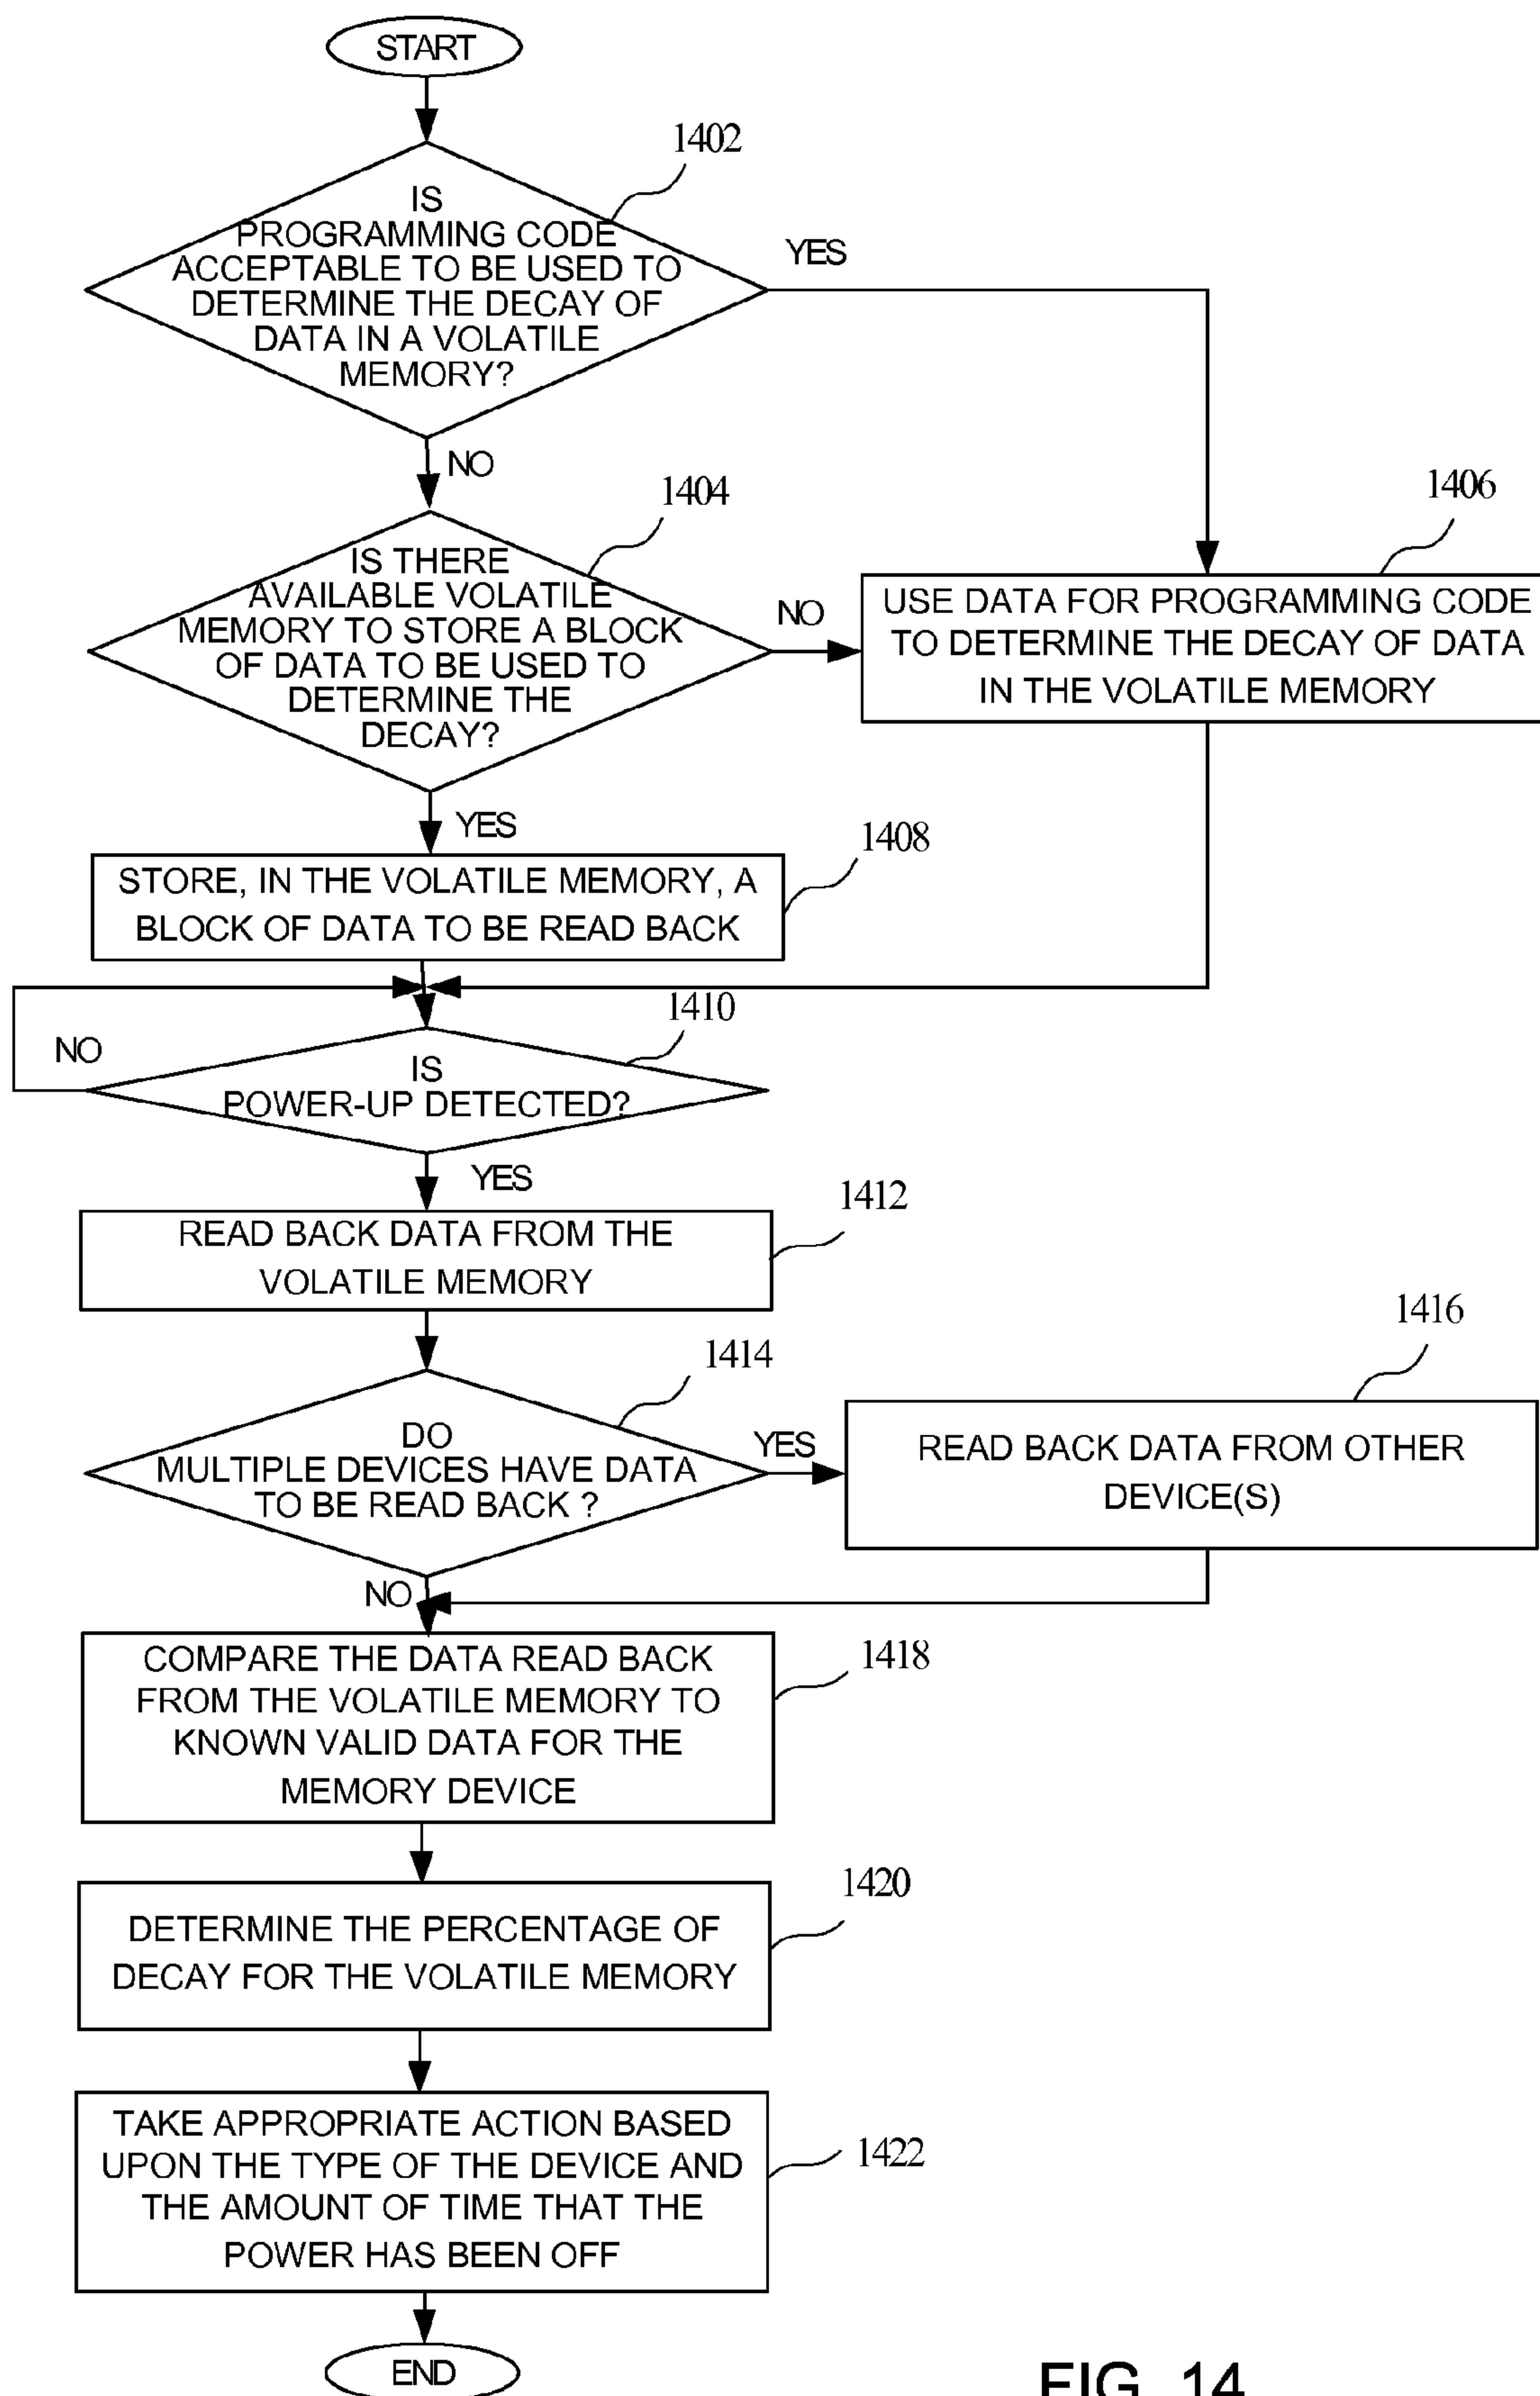 START
1402
IS
PROGRAMMING CODE
ACCEPTABLE TO BE USED TO
DETERMINE THE DECAY OF
DATA IN A VOLATILE
MEMORY?
YES
NO
1404
1406
IS THERE
AVAILABLE VOLATILE
MEMORY TO STORE A BLOCK
OF DATA TO BE USED TO
DETERMINE THE
DECAY?
NO
USE DATA FOR PROGRAMMING CODE
TO DETERMINE THE DECAY OF DATA
IN THE VOLATILE MEMORY
YES
1408
STORE, IN THE VOLATILE MEMORY, A
BLOCK OF DATA TO BE READ BACK
1410
NO
IS
POWER-UP DETECTED?
YES
1412
READ BACK DATA FROM THE
VOLATILE MEMORY
1416
1414
DO
MULTIPLE DEVICES HAVE DATA
TO BE READ BACK ?
YES
READ BACK DATA FROM OTHER
DEVICE(S)
NO
1418
COMPARE THE DATA READ BACK
FROM THE VOLATILE MEMORY TO
KNOWN VALID DATA FOR THE
MEMORY DEVICE
1420
DETERMINE THE PERCENTAGE OF
DECAY FOR THE VOLATILE MEMORY
TAKE APPROPRIATE ACTION BASED
UPON THE TYPE OF THE DEVICE AND
THE AMOUNT OF TIME THAT THE
POWER HAS BEEN OFF
1422
END
FIG. 14